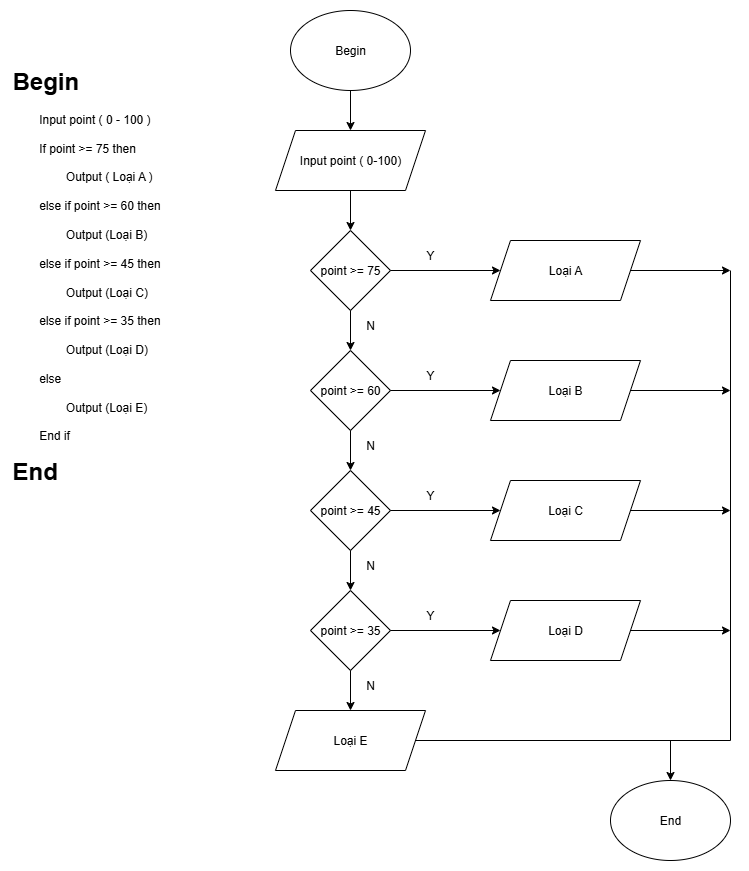 Begin
Input point ( 0 - 100 )
If point >= 75 then
Output ( Loại A )
else if point >= 60 then
Output (Loại B)
else if point >= 45 then
Output (Loại C)
else if point >= 35 then
Output (Loại D)
else
Output (Loại E)
End if
End
Begin
Input point ( 0-100)
point >= 75
Y
Loại A
N
point >= 60
Y
Loại B
N
point >= 45
Y
Loại C
N
point >= 35
Y
Loại D
N
Loại E
End